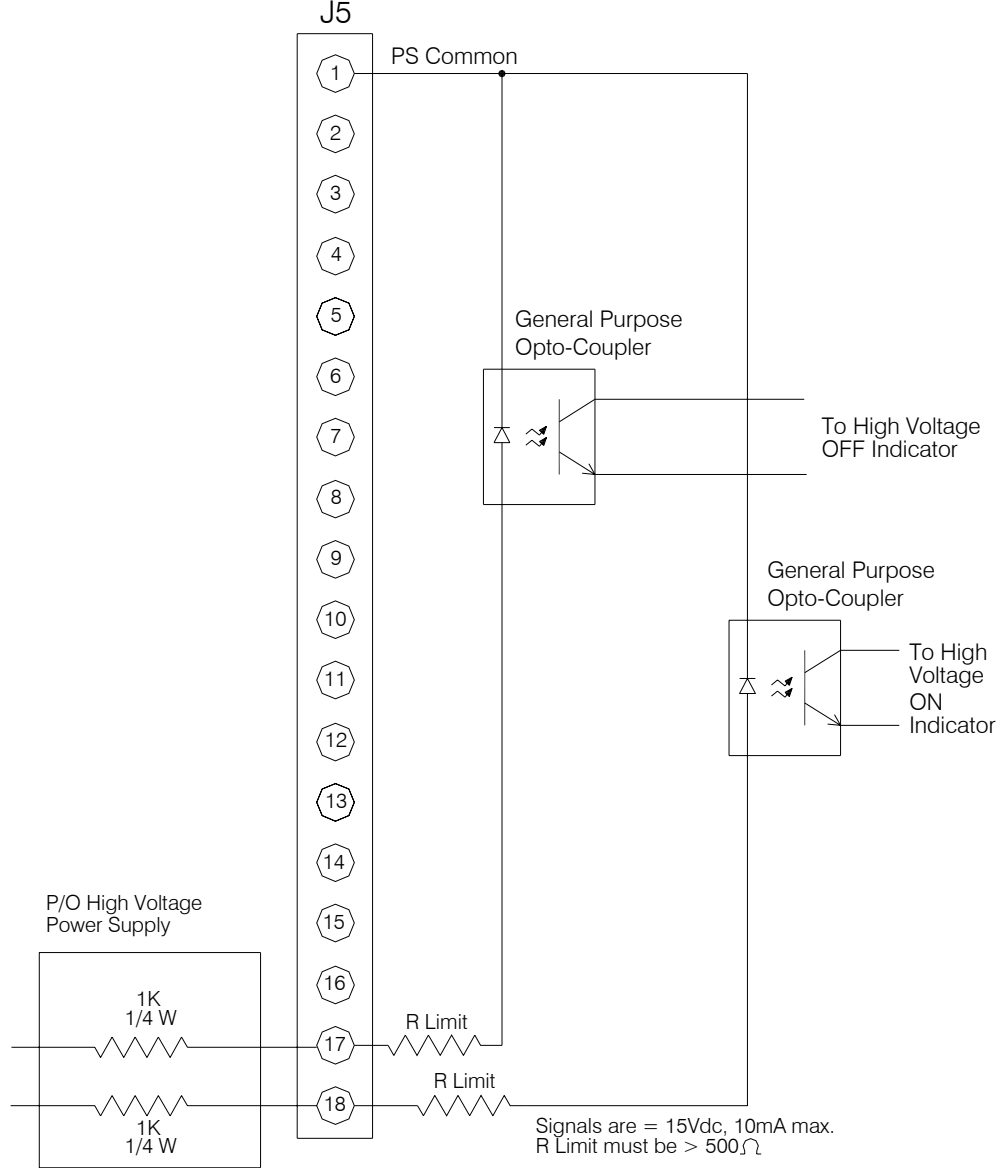 J5
PS Common
1
2
3
4
5
6
7
8
9
10
11
12
13
14
15
16
17
18
General Purpose
Opto-Coupler
To High Voltage
OFF Indicator
General Purpose
Opto-Coupler
To High
Voltage
ON
Indicator
P/O High Voltage
Power Supply
1K
1/4 W
1K
1/4 W
R Limit
R Limit
Signals are = 15Vdc, 10mA max.
R Limit must be > 500Ω